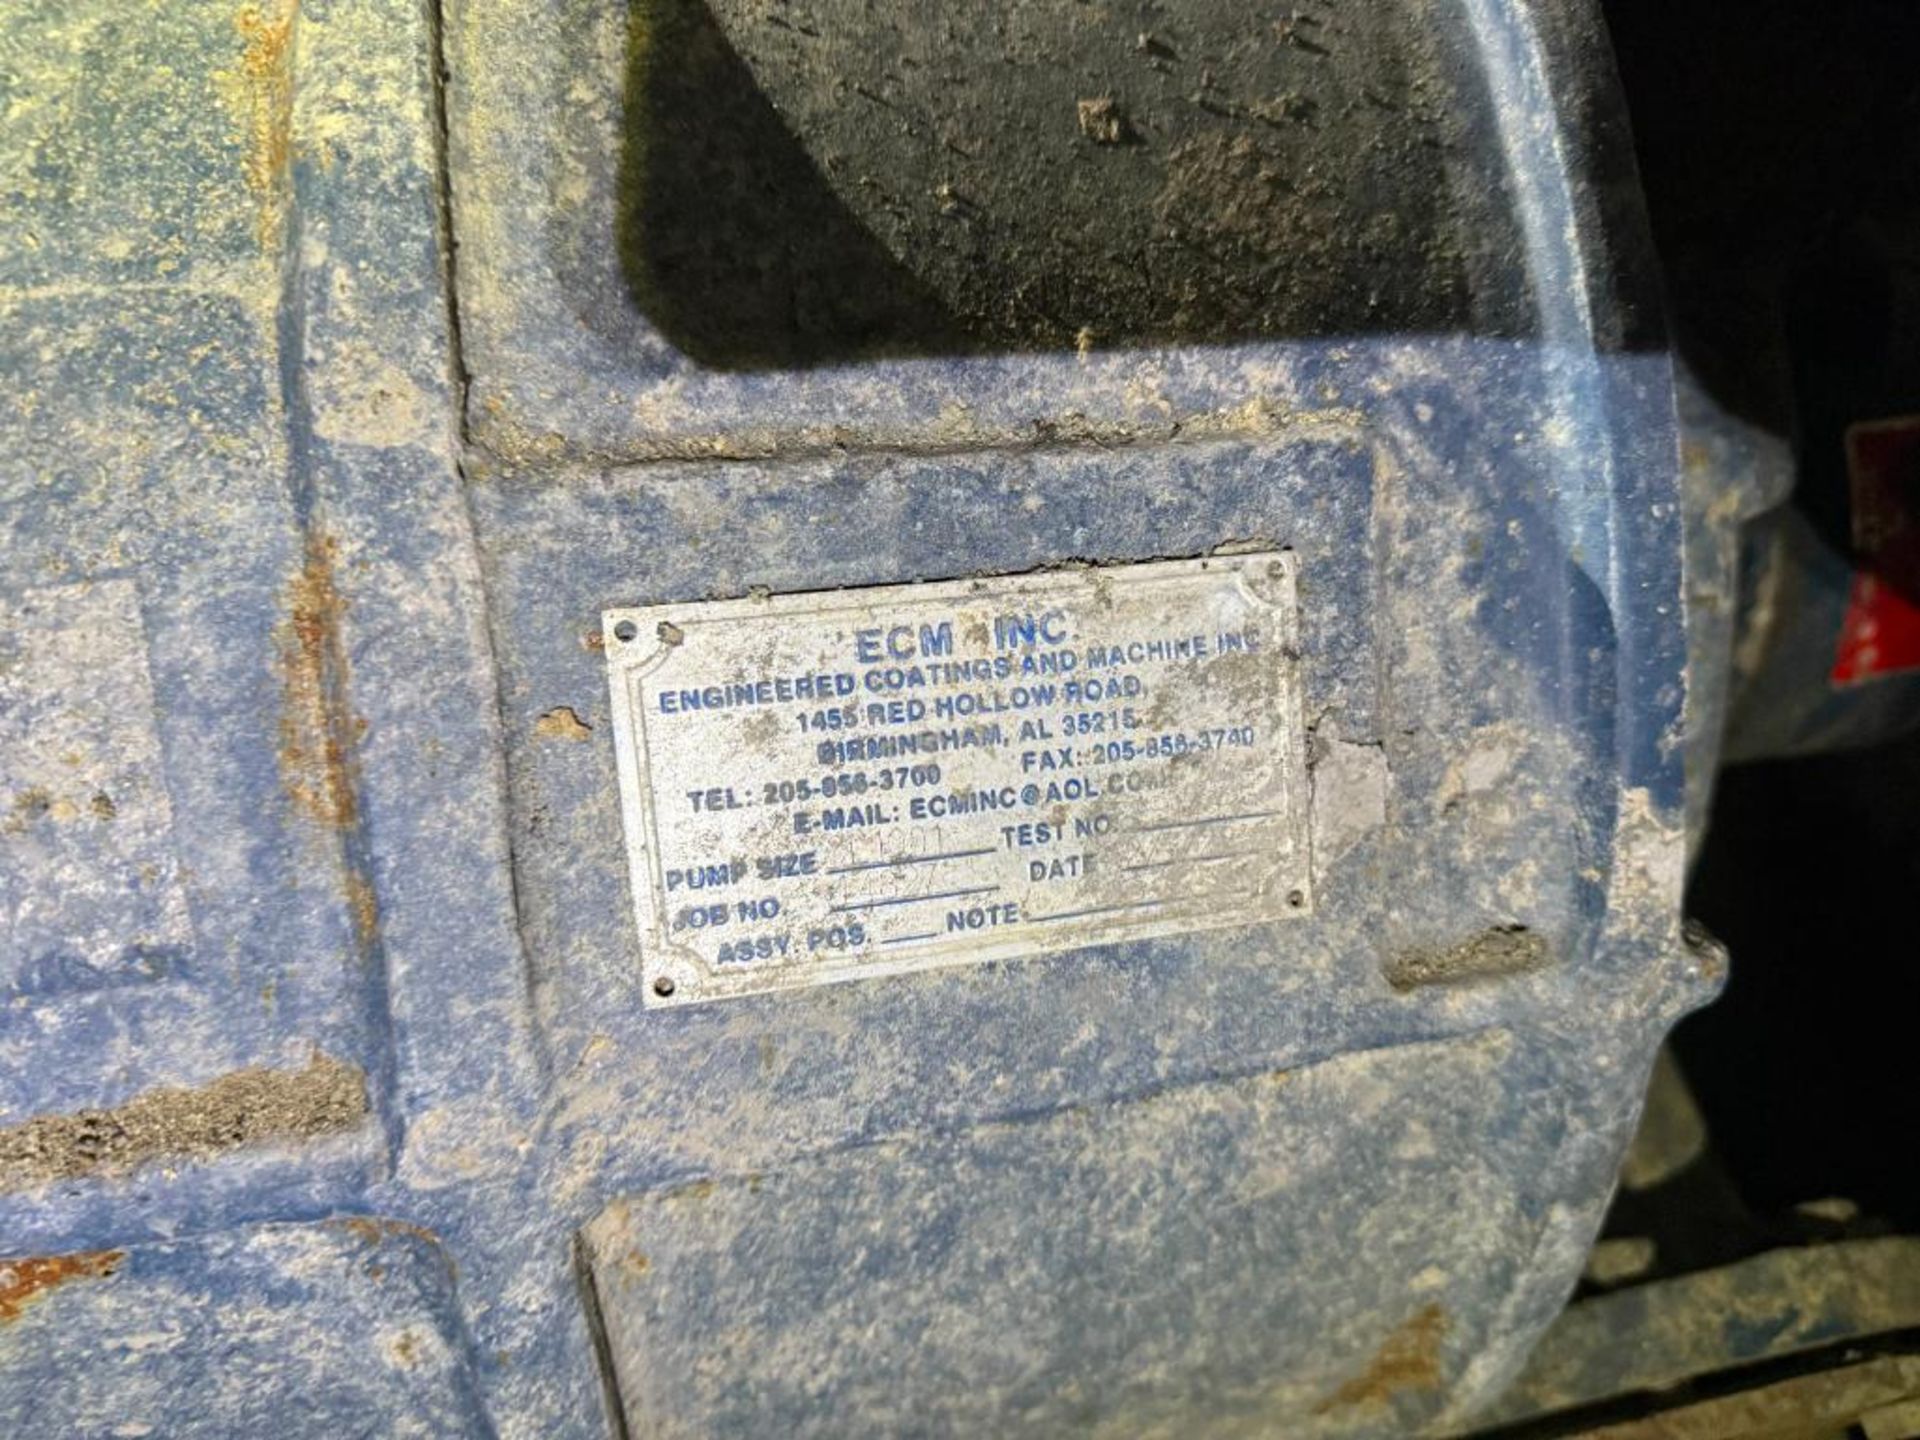 ECM INC.
ENGINEERED COATINGS AND MACHINE INC
1455 RED HOLLOW ROAD,
BIRMINGHAM, AL 35215
TEL: 205-856-3700 FAX: 205-856-3740
E-MAIL: ECMINC@AOL.COM
PUMP SIZE TEST NO.
JOB NO. DATE
ASSY. POS. NOTE